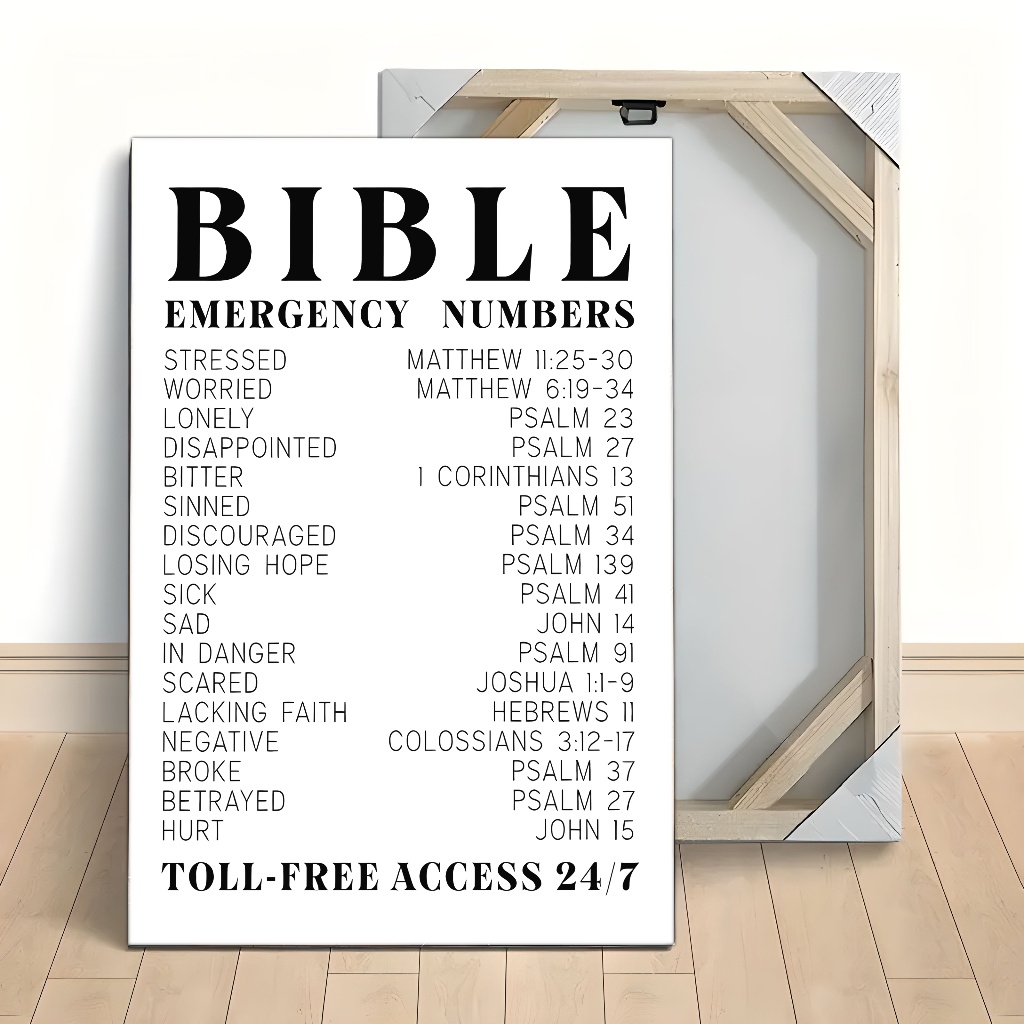 BIBLE
EMERGENCY NUMBERS
STRESSED MATTHEW 11:25-30
WORRIED MATTHEW 6:19-34
LONELY PSALM 23
DISAPPOINTED PSALM 27
BITTER 1 CORINTHIANS 13
SINNED PSALM 51
DISCOURAGED PSALM 34
LOSING HOPE PSALM 139
SICK PSALM 41
SAD JOHN 14
IN DANGER PSALM 91
SCARED JOSHUA 1:1-9
LACKING FAITH HEBREWS 11
NEGATIVE COLOSSIANS 3:12-17
BROKE PSALM 37
BETRAYED PSALM 27
HURT JOHN 15
TOLL-FREE ACCESS 24/7